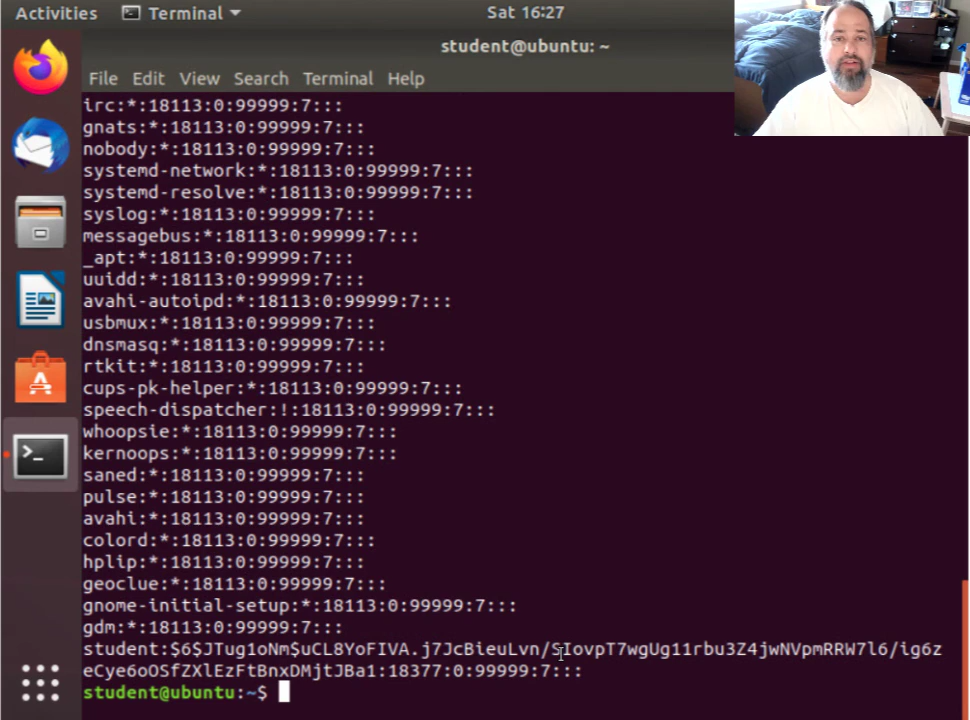 Activities
Terminal
Sat 16:27
student@ubuntu: ~
File Edit View Search Terminal Help
irc:*:18113:0:99999:7:::
gnats:*:18113:0:99999:7:::
nobody:*:18113:0:99999:7:::
systemd-network:*:18113:0:99999:7:::
systemd-resolve:*:18113:0:99999:7:::
syslog:*:18113:0:99999:7:::
messagebus:*:18113:0:99999:7:::
_apt:*:18113:0:99999:7:::
uuidd:*:18113:0:99999:7:::
avahi-autoipd:*:18113:0:99999:7:::
usbmux:*:18113:0:99999:7:::
dnsmasq:*:18113:0:99999:7:::
rtkit:*:18113:0:99999:7:::
cups-pk-helper:*:18113:0:99999:7:::
speech-dispatcher:!:18113:0:99999:7:::
whoopsie:*:18113:0:99999:7:::
kernoops:*:18113:0:99999:7:::
saned:*:18113:0:99999:7:::
pulse:*:18113:0:99999:7:::
avahi:*:18113:0:99999:7:::
colord:*:18113:0:99999:7:::
hplip:*:18113:0:99999:7:::
geoclue:*:18113:0:99999:7:::
gnome-initial-setup:*:18113:0:99999:7:::
gdm:*:18113:0:99999:7:::
student:$6$JTug1oNm$uCL8YoFIVA.j7JcBieuLvn/SIovpT7wgUg11rbu3Z4jwNVpmRRW7l6/ig6z
eCye6oOSfZXlEzFtBnxDMjtJBa1:18377:0:99999:7:::
student@ubuntu:~$